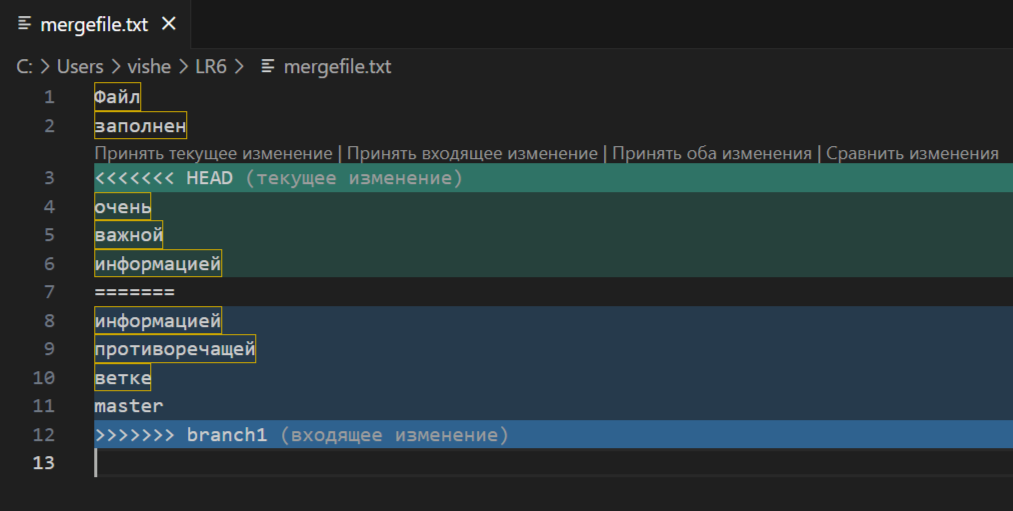 mergefile.txt
C: > Users > vishe > LR6 > mergefile.txt
1 Файл
2 заполнен
Принять текущее изменение | Принять входящее изменение | Принять оба изменения | Сравнить изменения
3 <<<<<<< HEAD (текущее изменение)
4 очень
5 важной
6 информацией
7 =======
8 информацией
9 противоречащей
10 ветке
11 master
12 >>>>>>> branch1 (входящее изменение)
13